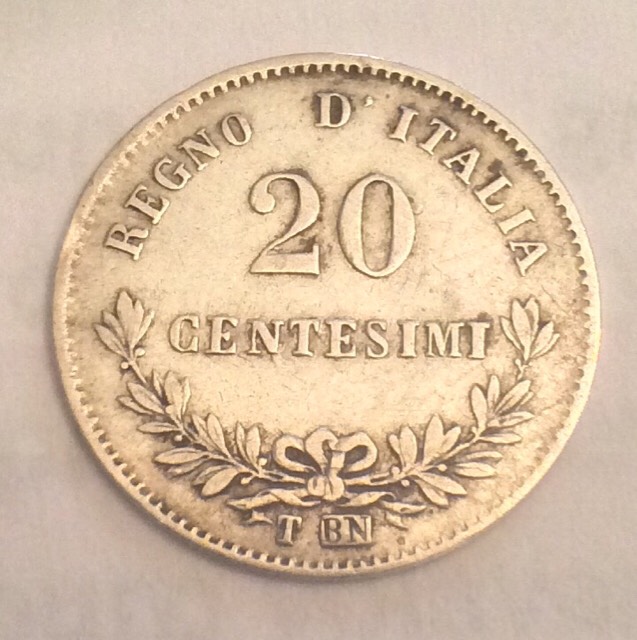 REGNO D' ITALIA
20
CENTESIMI
T BN